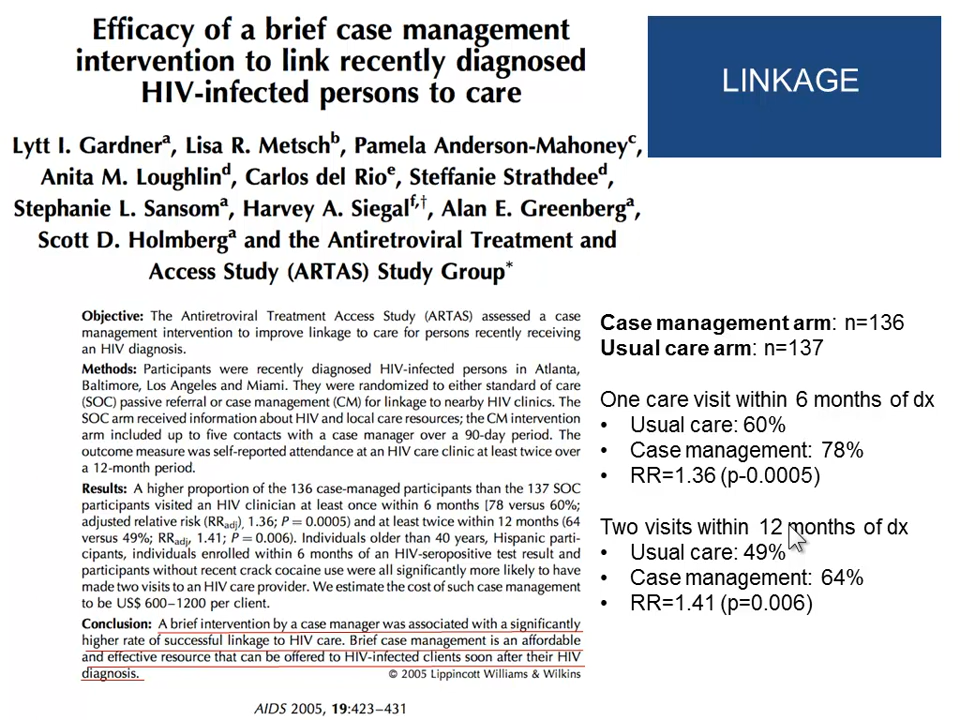 Efficacy of a brief case management
intervention to link recently diagnosed
HIV-infected persons to care
LINKAGE
Lytt I. Gardnerᵃ, Lisa R. Metschᵇ, Pamela Anderson-Mahoneyᶜ,
Anita M. Loughlinᵈ, Carlos del Rioᵉ, Steffanie Strathdeeᵈ,
Stephanie L. Sansomᵃ, Harvey A. Siegalᶠ,†, Alan E. Greenbergᵃ,
Scott D. Holmbergᵃ and the Antiretroviral Treatment and
Access Study (ARTAS) Study Group*
Objective: The Antiretroviral Treatment Access Study (ARTAS) assessed a case
management intervention to improve linkage to care for persons recently receiving
an HIV diagnosis.
Methods: Participants were recently diagnosed HIV-infected persons in Atlanta,
Baltimore, Los Angeles and Miami. They were randomized to either standard of care
(SOC) passive referral or case management (CM) for linkage to nearby HIV clinics. The
SOC arm received information about HIV and local care resources; the CM intervention
arm included up to five contacts with a case manager over a 90-day period. The
outcome measure was self-reported attendance at an HIV care clinic at least twice over
a 12-month period.
Results: A higher proportion of the 136 case-managed participants than the 137 SOC
participants visited an HIV clinician at least once within 6 months [78 versus 60%;
adjusted relative risk (RRadj), 1.36; P = 0.0005) and at least twice within 12 months (64
versus 49%; RRadj, 1.41; P = 0.006). Individuals older than 40 years, Hispanic parti-
cipants, individuals enrolled within 6 months of an HIV-seropositive test result and
participants without recent crack cocaine use were all significantly more likely to have
made two visits to an HIV care provider. We estimate the cost of such case management
to be US$ 600–1200 per client.
Conclusion: A brief intervention by a case manager was associated with a significantly
higher rate of successful linkage to HIV care. Brief case management is an affordable
and effective resource that can be offered to HIV-infected clients soon after their HIV
diagnosis. © 2005 Lippincott Williams & Wilkins
AIDS 2005, 19:423–431
Case management arm: n=136
Usual care arm: n=137
One care visit within 6 months of dx
• Usual care: 60%
• Case management: 78%
• RR=1.36 (p-0.0005)
Two visits within 12 months of dx
• Usual care: 49%
• Case management: 64%
• RR=1.41 (p=0.006)